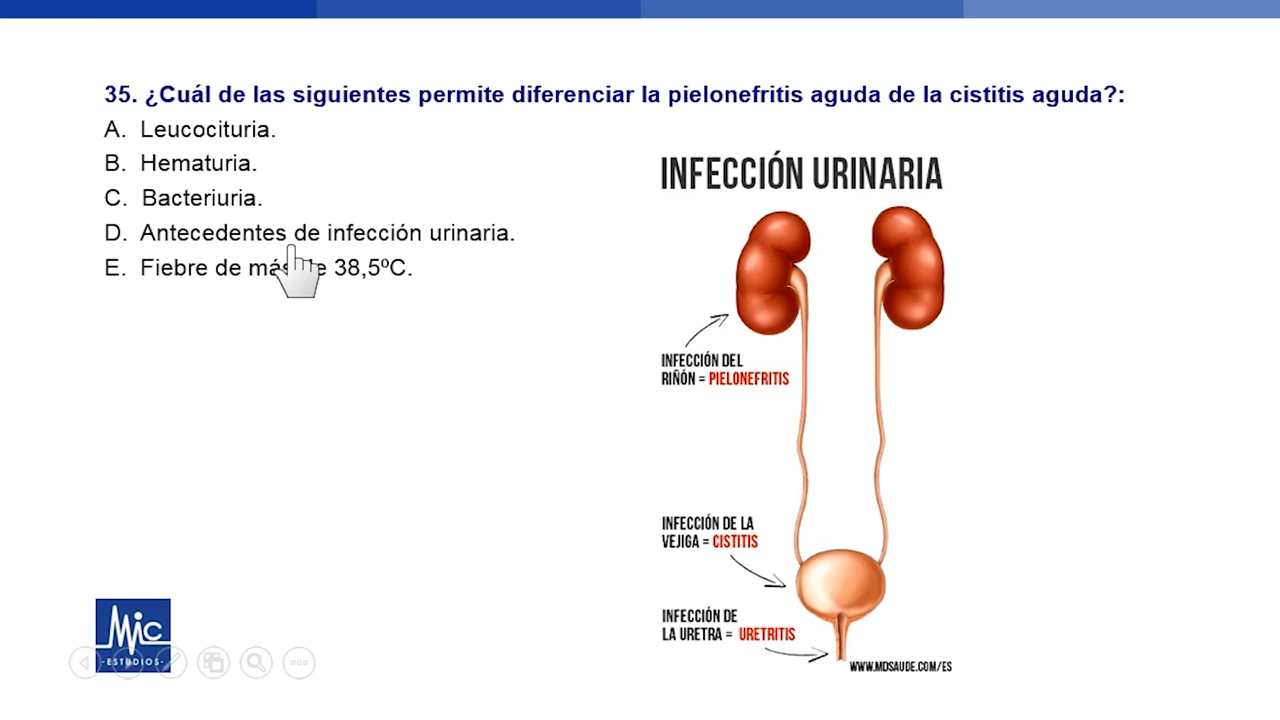 35. ¿Cuál de las siguientes permite diferenciar la pielonefritis aguda de la cistitis aguda?:
A. Leucocituria.
B. Hematuria.
C. Bacteriuria.
D. Antecedentes de infección urinaria.
E. Fiebre de más de 38,5ºC.
INFECCIÓN URINARIA
INFECCIÓN DEL
RIÑÓN = PIELONEFRITIS
INFECCIÓN DE LA
VEJIGA = CISTITIS
INFECCIÓN DE
LA URETRA = URETRITIS
WWW.MDSAUDE.COM/ES
Mic
-ESTUDIOS-